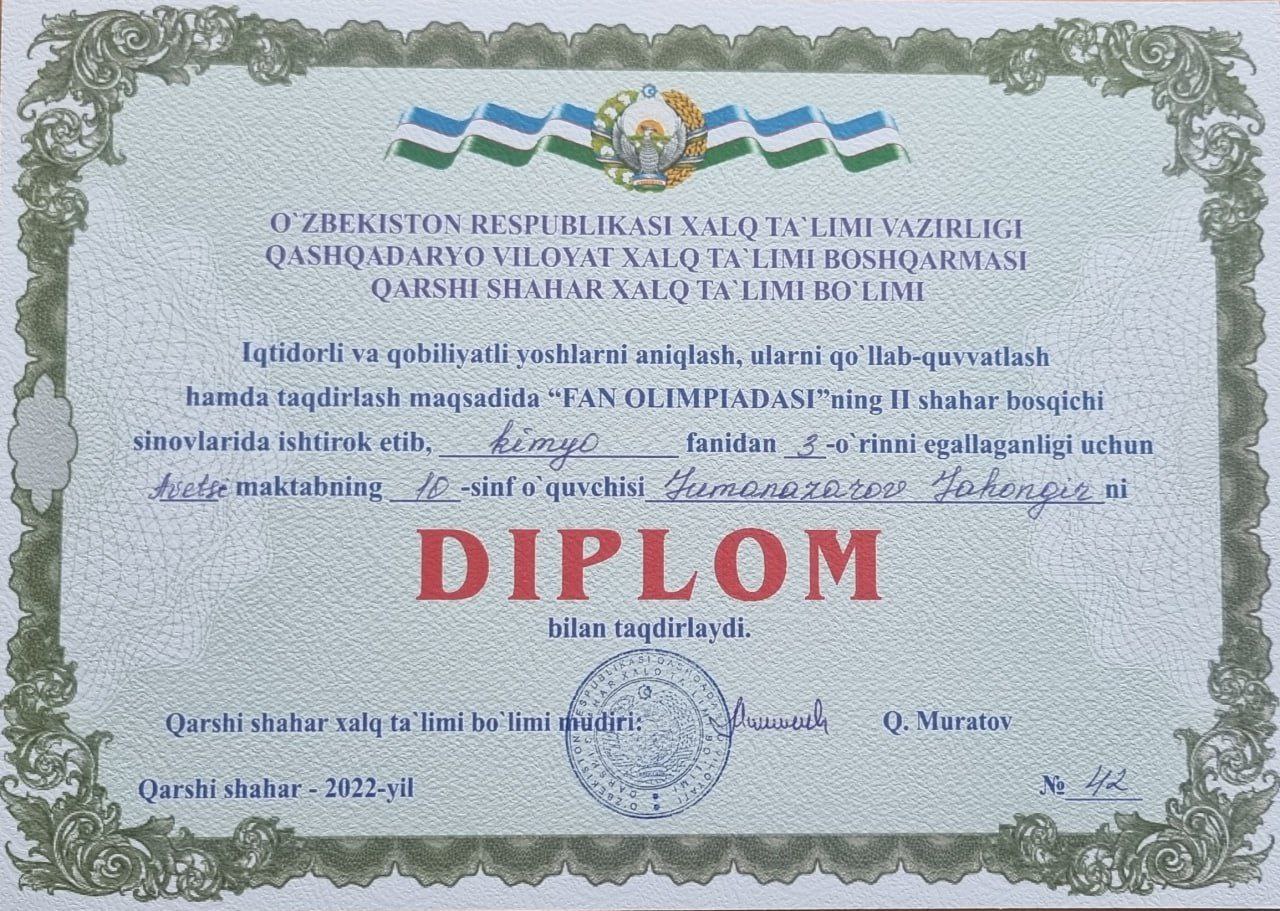 O`ZBEKISTON RESPUBLIKASI XALQ TA`LIMI VAZIRLIGI
QASHQADARYO VILOYAT XALQ TA`LIMI BOSHQARMASI
QARSHI SHAHAR XALQ TA`LIMI BO`LIMI
Iqtidorli va qobiliyatli yoshlarni aniqlash, ularni qo`llab-quvvatlash
hamda taqdirlash maqsadida “FAN OLIMPIADASI”ning II shahar bosqichi
sinovlarida ishtirok etib, kimyo fanidan 3-o`rinni egallaganligi uchun
maktabning 10-sinf o`quvchisi Jumanazarov Jahongir ni
DIPLOM
bilan taqdirlaydi.
Qarshi shahar xalq ta`limi bo`limi mudiri: Q. Muratov
Qarshi shahar - 2022-yil
№ 42